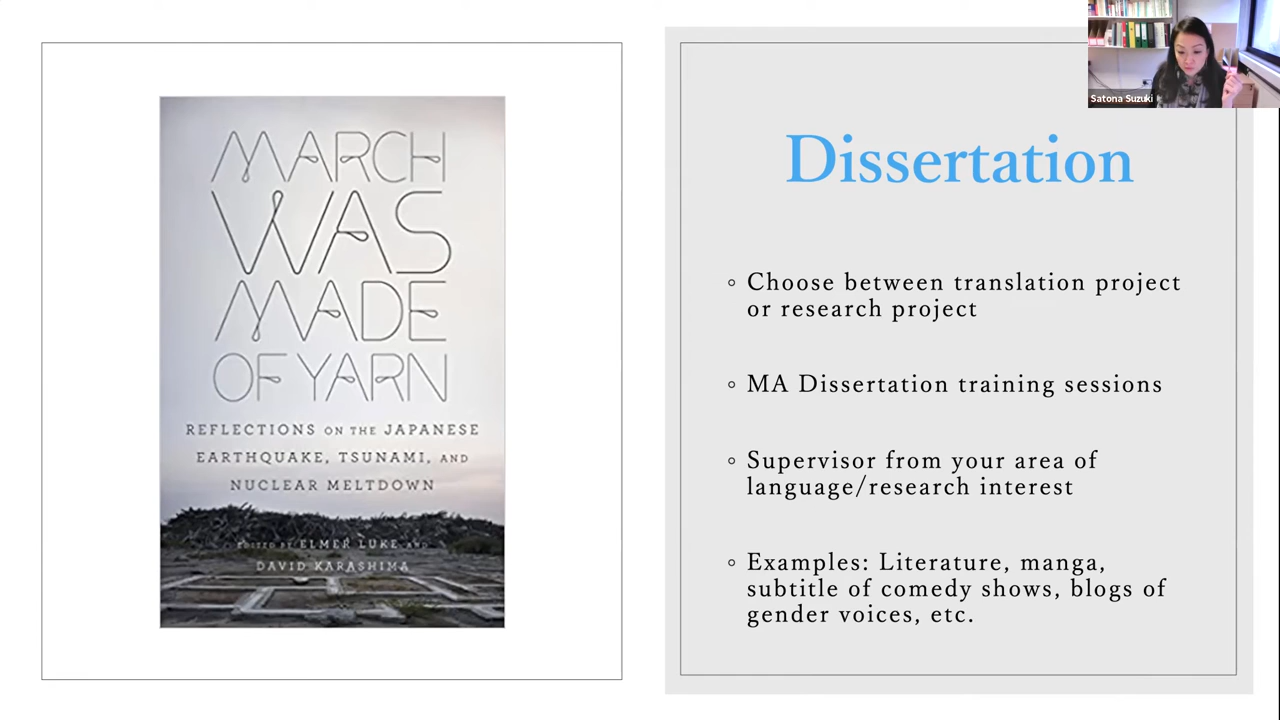 MARCH
WAS
MADE
OF YARN
REFLECTIONS ON THE JAPANESE
EARTHQUAKE, TSUNAMI, AND
NUCLEAR MELTDOWN
EDITED BY ELMER LUKE AND
DAVID KARASHIMA
Satona Suzuki
Dissertation
◦ Choose between translation project
or research project
◦ MA Dissertation training sessions
◦ Supervisor from your area of
language/research interest
◦ Examples: Literature, manga,
subtitle of comedy shows, blogs of
gender voices, etc.